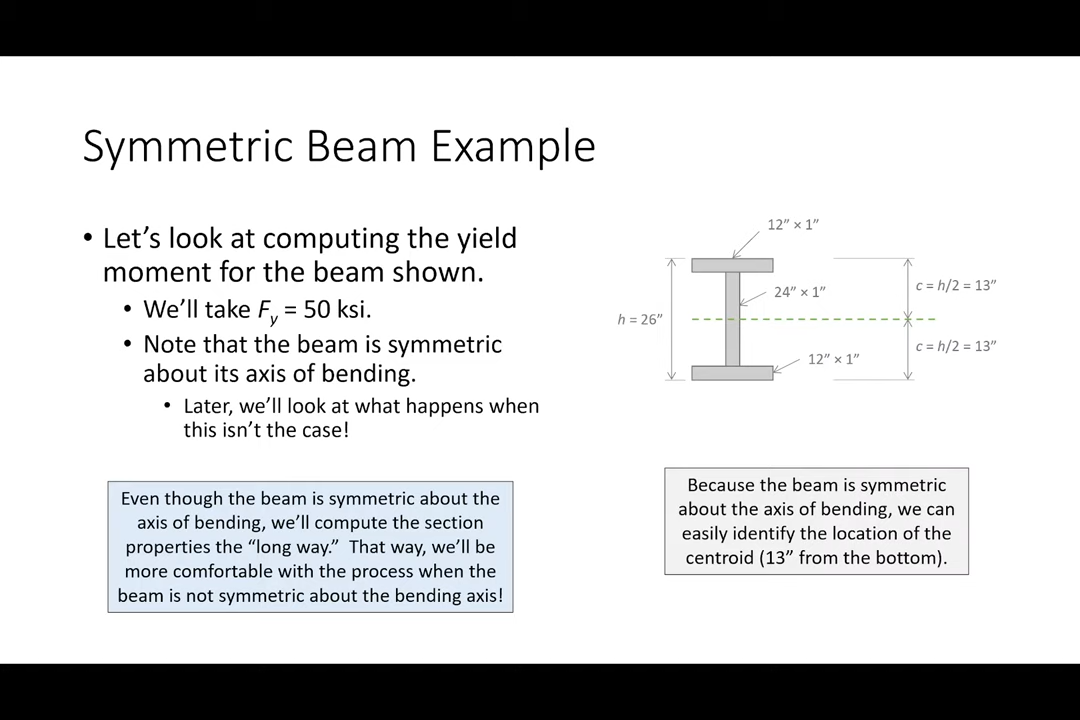 Symmetric Beam Example
• Let’s look at computing the yield
moment for the beam shown.
• We’ll take Fy = 50 ksi.
• Note that the beam is symmetric
about its axis of bending.
• Later, we’ll look at what happens when
this isn’t the case!
Even though the beam is symmetric about the
axis of bending, we’ll compute the section
properties the “long way.” That way, we’ll be
more comfortable with the process when the
beam is not symmetric about the bending axis!
12” × 1”
24” × 1”
12” × 1”
h = 26”
c = h/2 = 13”
c = h/2 = 13”
Because the beam is symmetric
about the axis of bending, we can
easily identify the location of the
centroid (13” from the bottom).